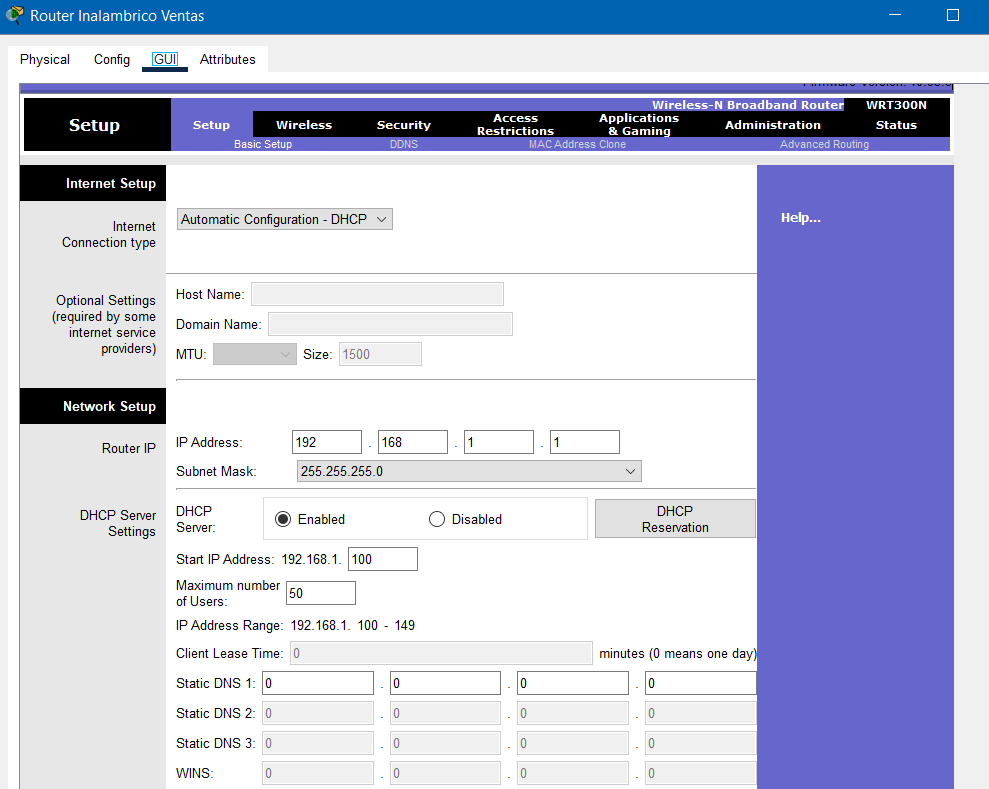 Router Inalambrico Ventas
Physical Config GUI Attributes
Firmware Version:
Wireless-N Broadband Router WRT300N
Setup
Setup Wireless Security Access Restrictions Applications & Gaming Administration Status
Basic Setup DDNS MAC Address Clone Advanced Routing
Internet Setup
Internet
Connection type
Automatic Configuration - DHCP
Help...
Optional Settings
(required by some
internet service
providers)
Host Name:
Domain Name:
MTU: Size: 1500
Network Setup
Router IP
IP Address: 192 . 168 . 1 . 1
Subnet Mask: 255.255.255.0
DHCP Server
Settings
DHCP
Server:
Enabled Disabled
DHCP
Reservation
Start IP Address: 192.168.1. 100
Maximum number
of Users: 50
IP Address Range: 192.168.1. 100 - 149
Client Lease Time: 0 minutes (0 means one day)
Static DNS 1: 0 . 0 . 0 . 0
Static DNS 2: 0 . 0 . 0 . 0
Static DNS 3: 0 . 0 . 0 . 0
WINS: 0 . 0 . 0 . 0